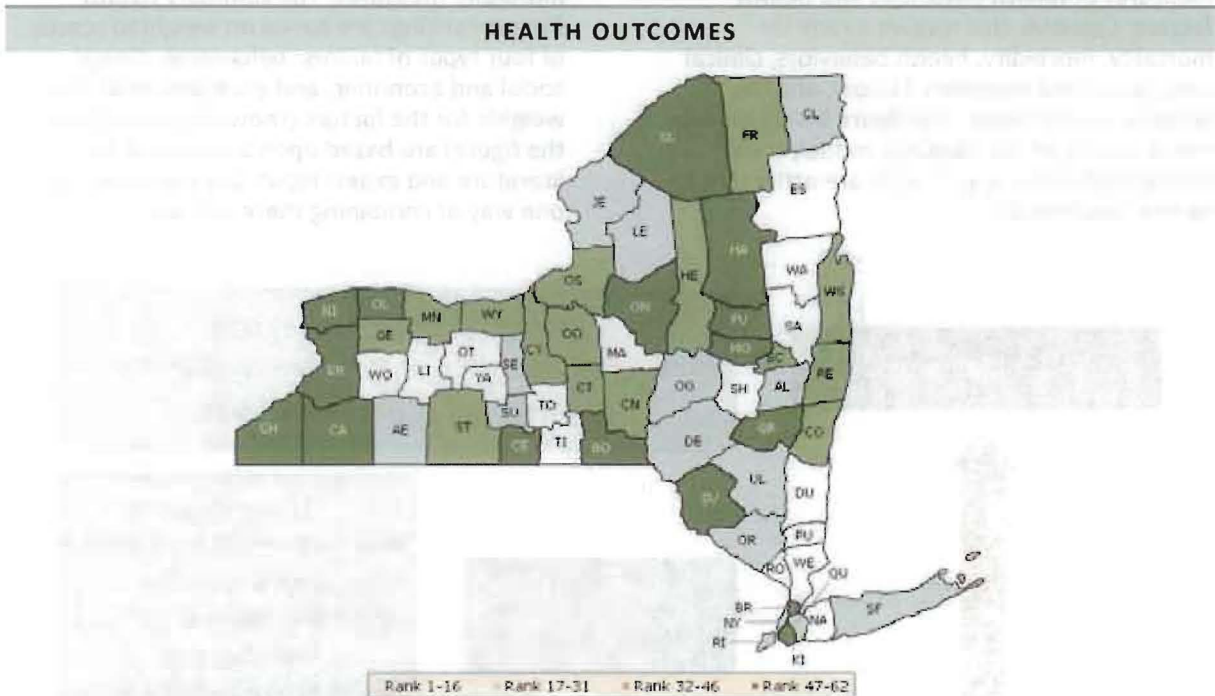 HEALTH OUTCOMES
CL
FR
ES
JE
LE
HA
HE
WA
WS
OS
ON
NI
OL
MN
WY
OD
FU
SA
GE
CY
MA
MO
SC
OT
SE
WO
LI
YA
CT
OO
SH
AL
RE
ER
CN
SU
TO
GR
CO
CH
CA
AE
ST
CE
TI
BO
DE
UL
DU
OR
PU
RO
WE
QU
BR
NY
NA
SF
RI
KI
Rank 1-16 Rank 17-31 Rank 32-46 Rank 47-62